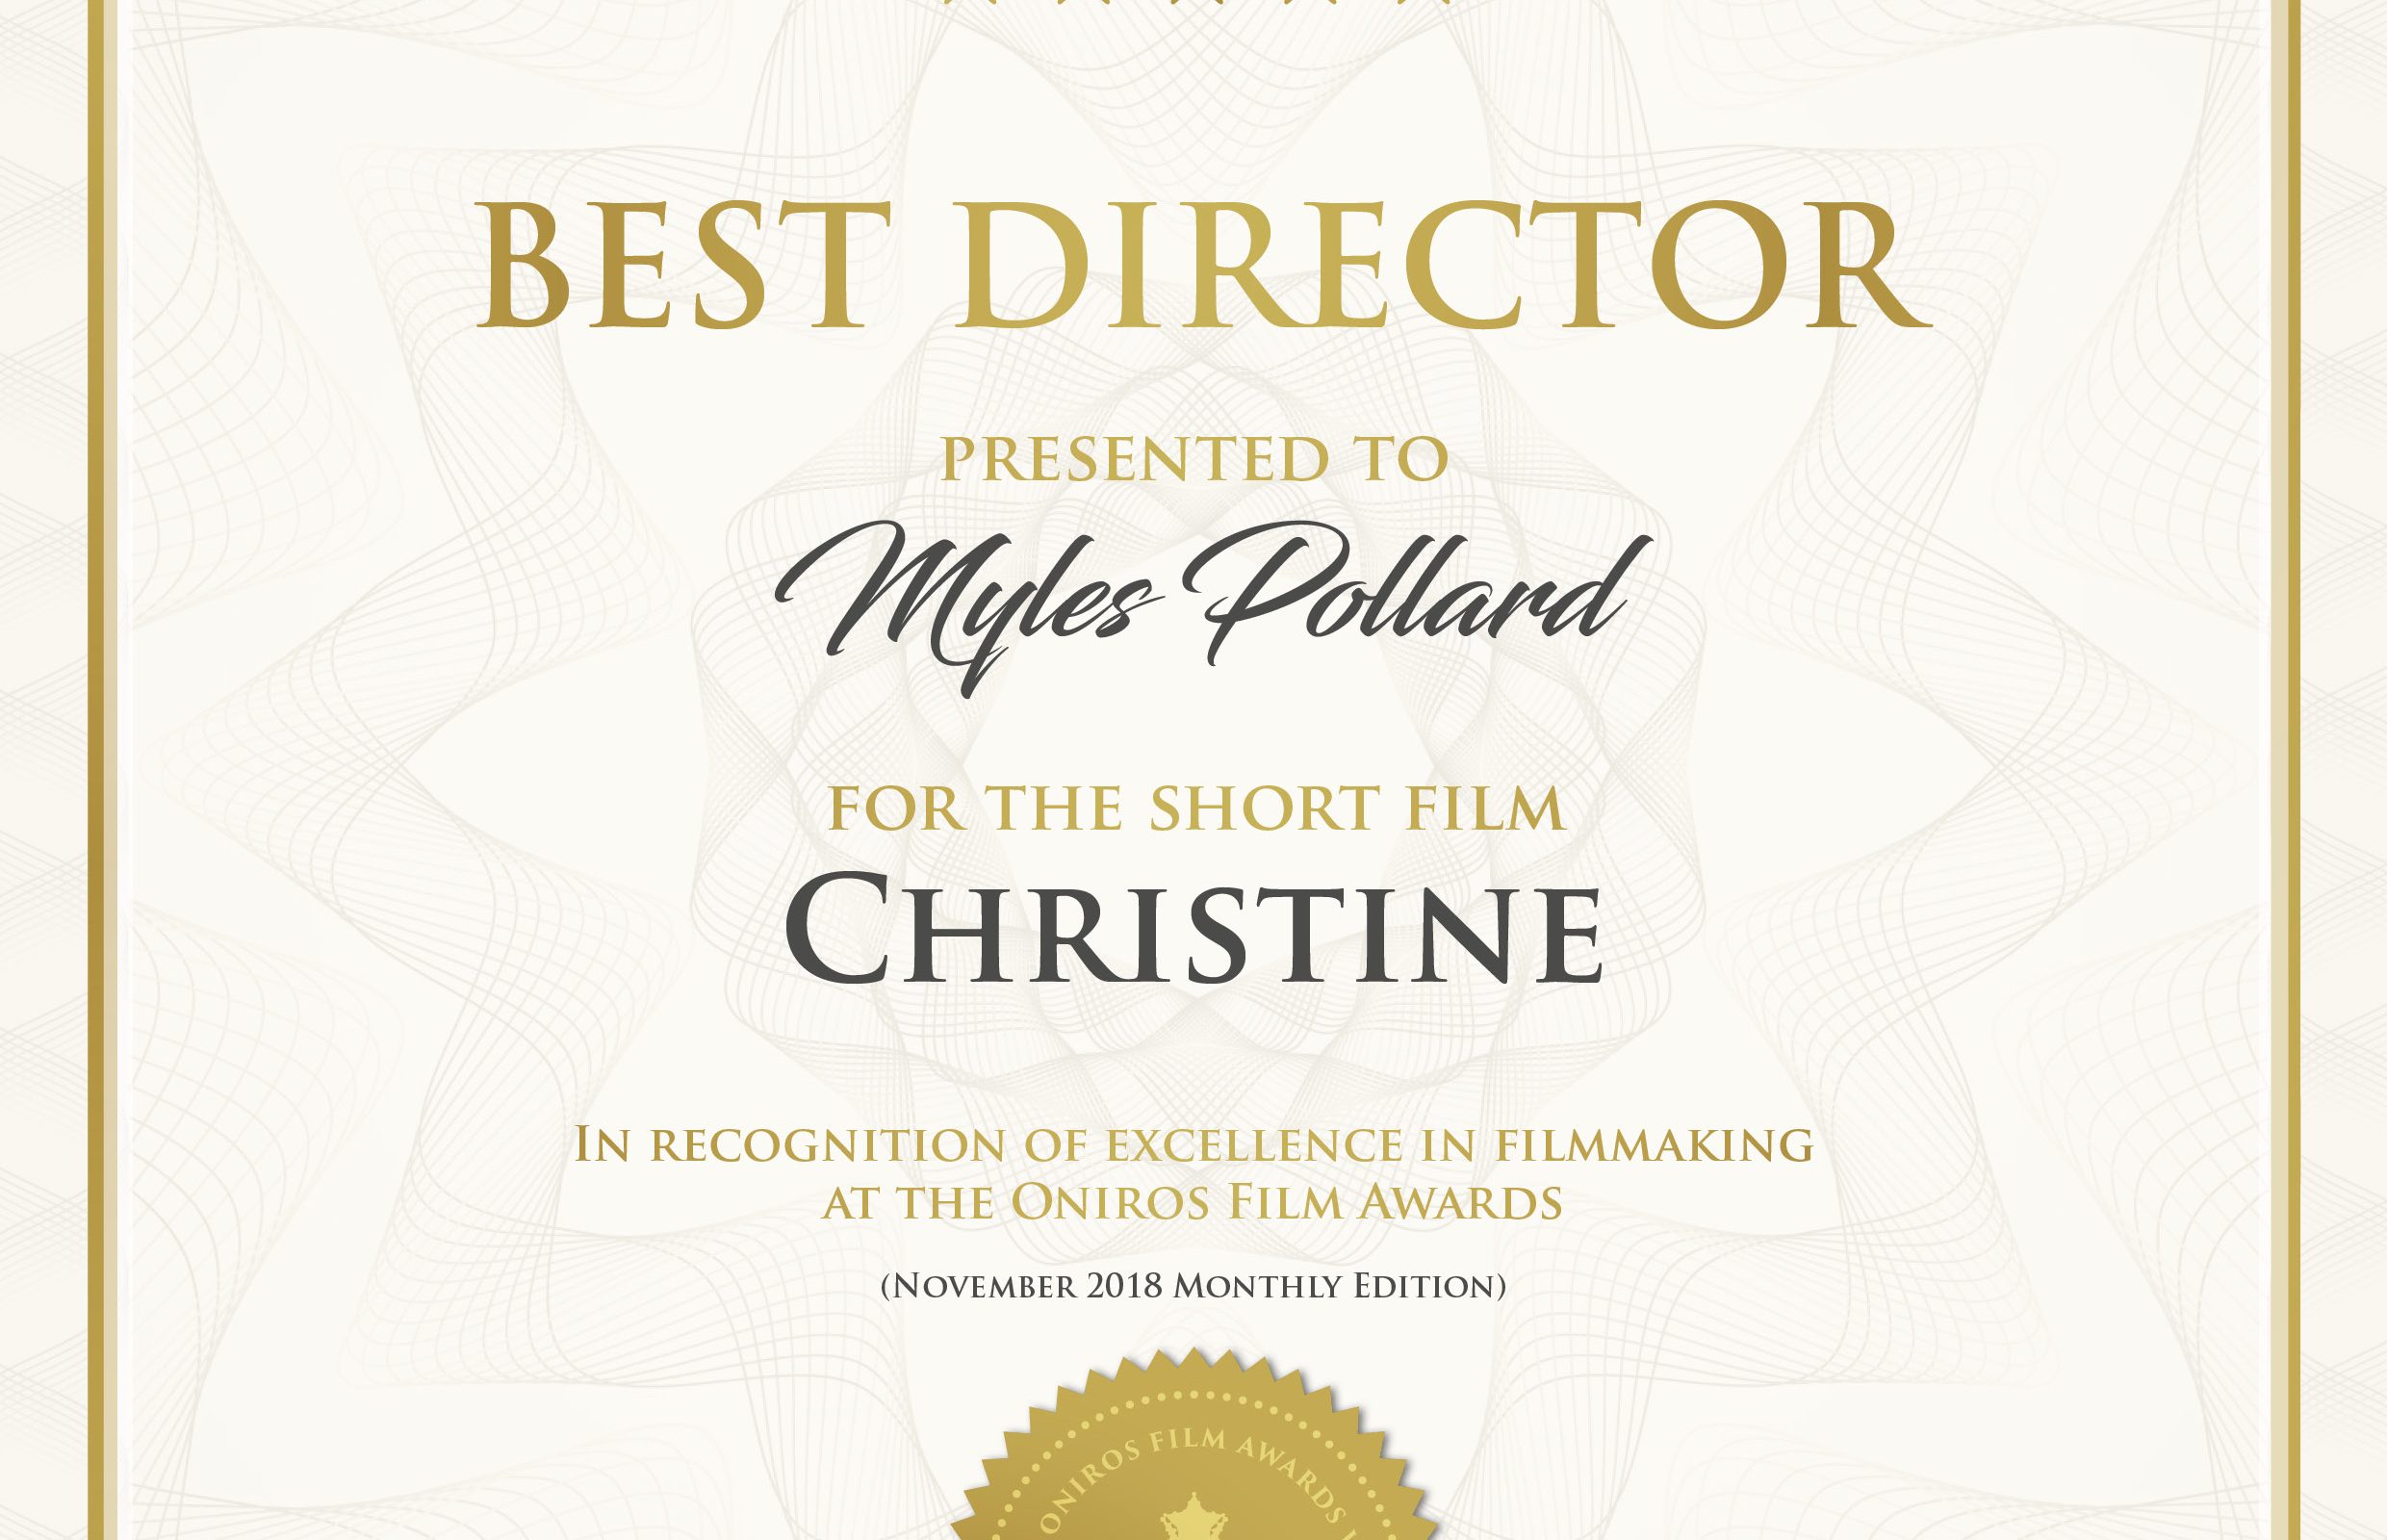 BEST DIRECTOR
PRESENTED TO
Myles Pollard
FOR THE SHORT FILM
CHRISTINE
IN RECOGNITION OF EXCELLENCE IN FILMMAKING
AT THE ONIROS FILM AWARDS
(NOVEMBER 2018 MONTHLY EDITION)
ONIROS FILM AWARDS